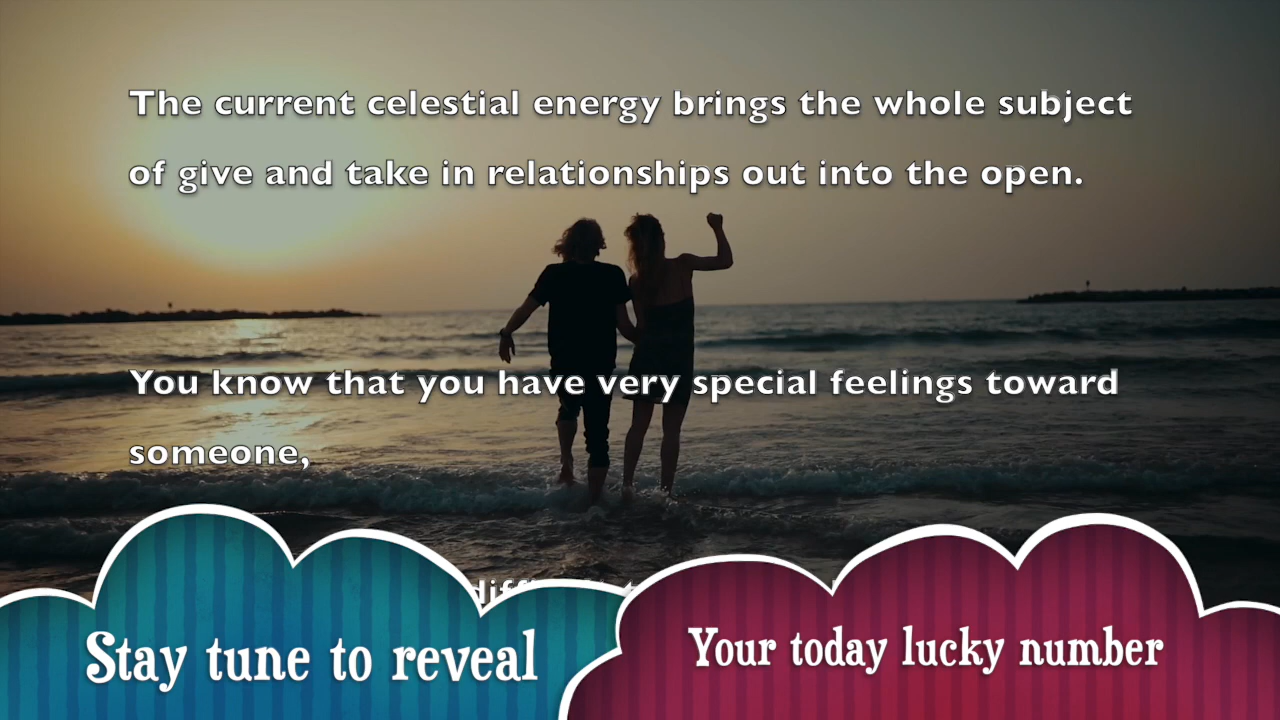 The current celestial energy brings the whole subject
of give and take in relationships out into the open.
You know that you have very special feelings toward
someone,
Stay tune to reveal
Your today lucky number